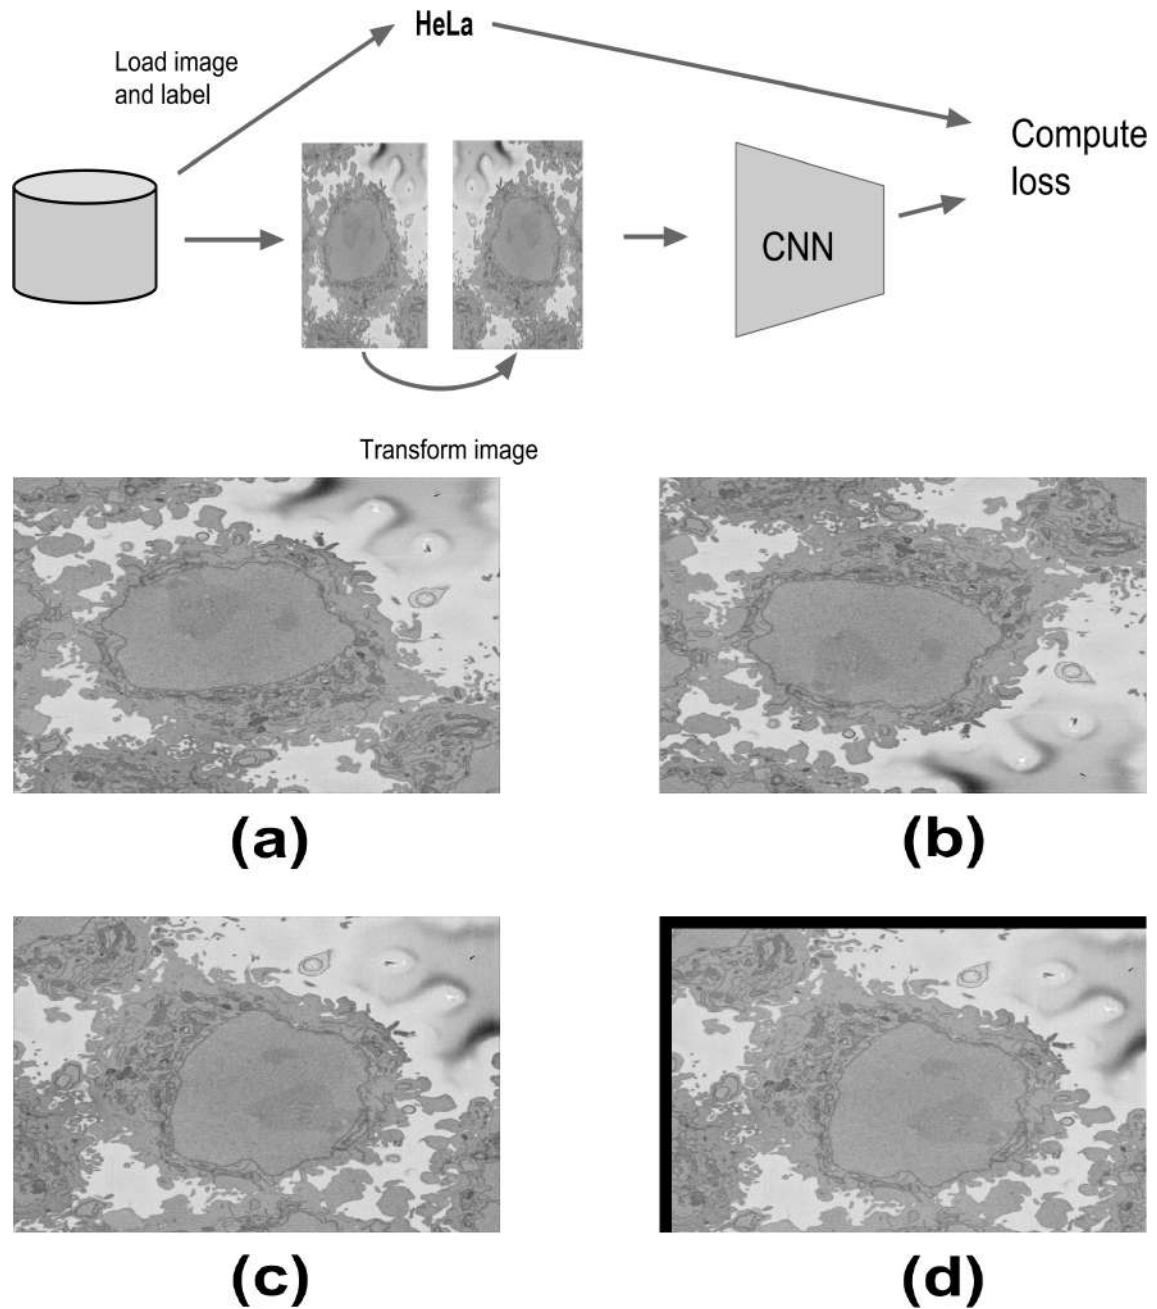 HeLa
Load image
and label
Compute
loss
CNN
Transform image
(a)
(b)
(c)
(d)